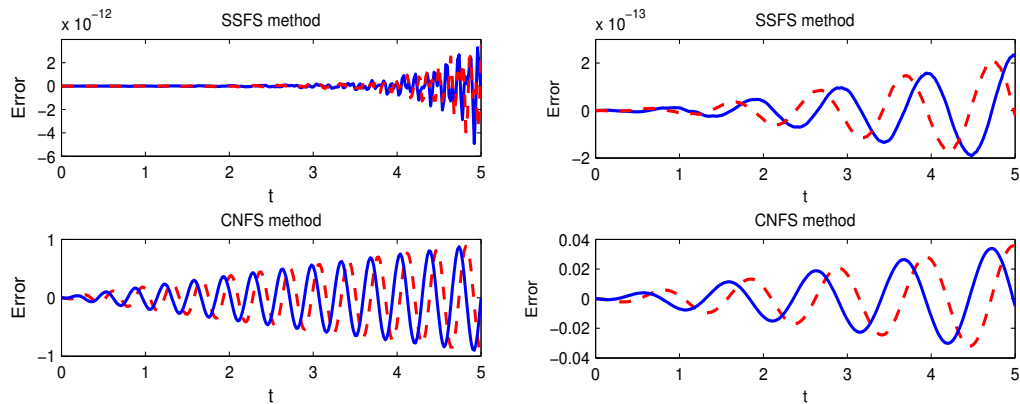 x 10⁻¹²
SSFS method
2
0
−2
−4
−6
Error
0 1 2 3 4 5
t
x 10⁻¹³
SSFS method
2
0
−2
Error
0 1 2 3 4 5
t
CNFS method
1
0
−1
Error
0 1 2 3 4 5
t
CNFS method
0.04
0.02
0
−0.02
−0.04
Error
0 1 2 3 4 5
t